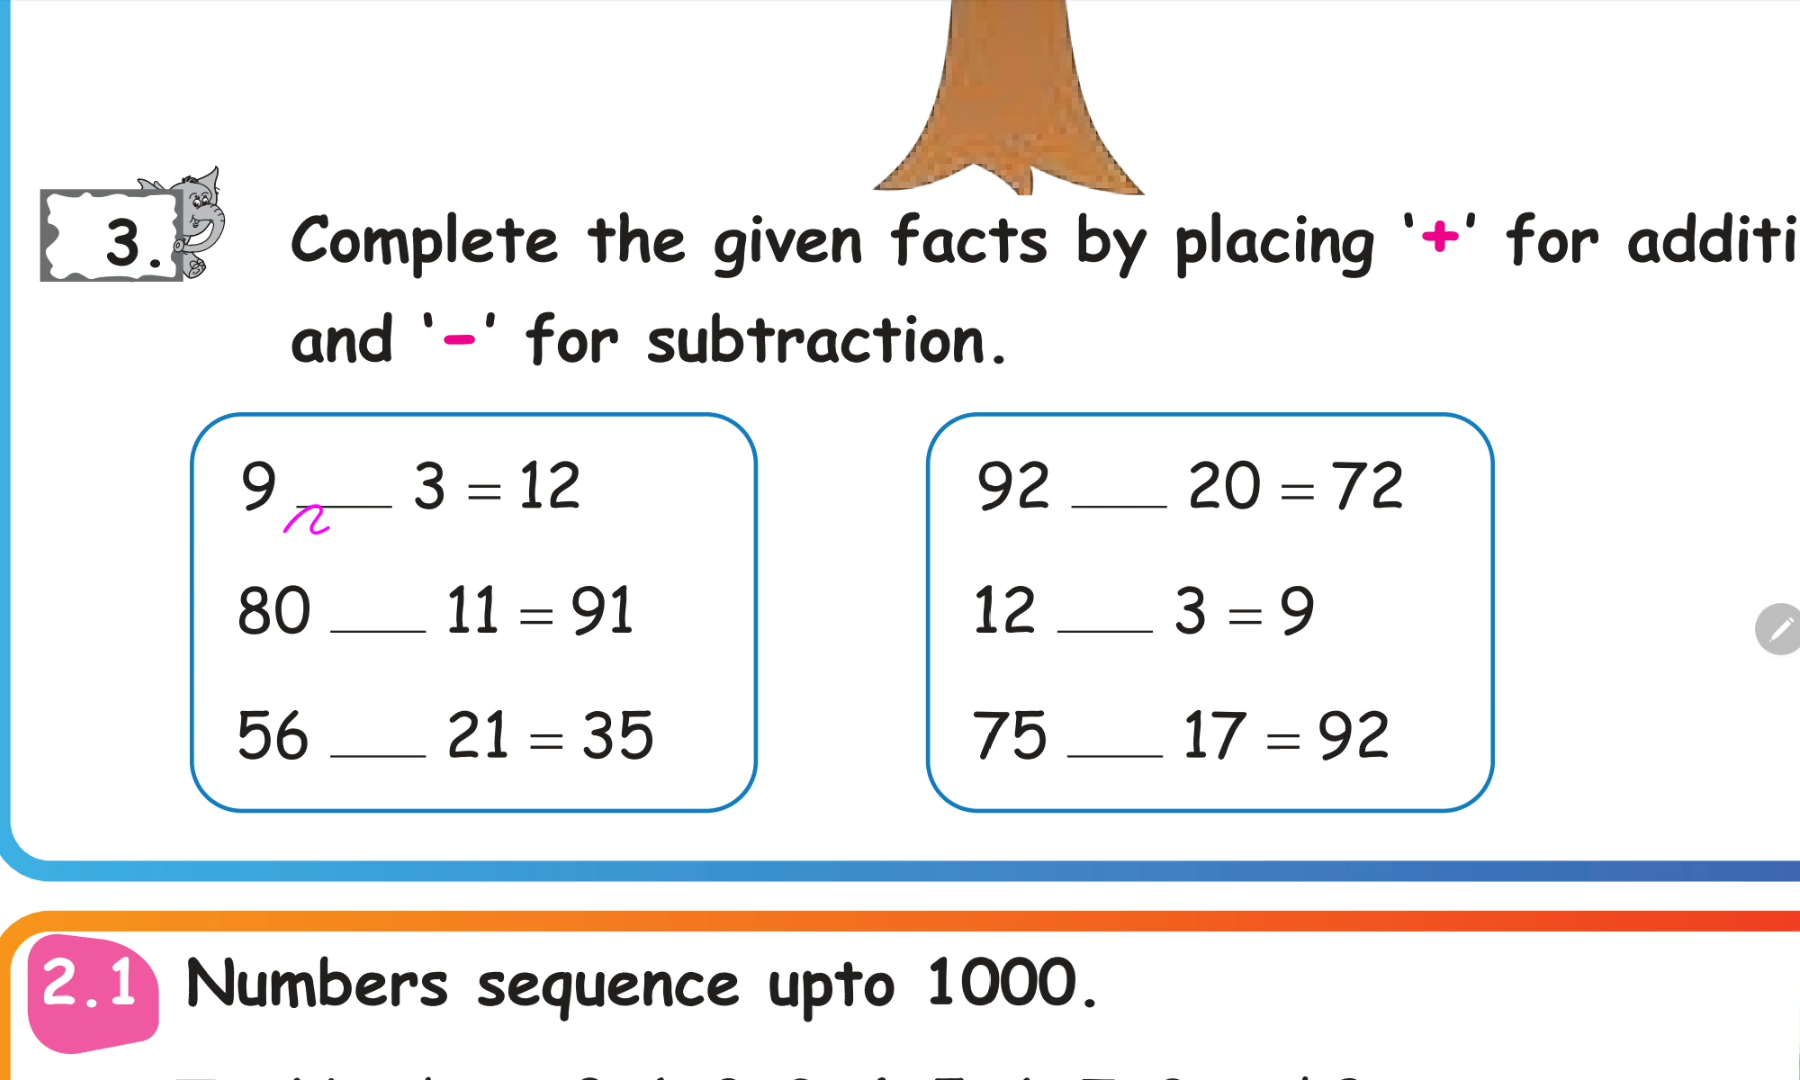 3. Complete the given facts by placing ‘+’ for additi
and ‘-’ for subtraction.
9 ___ 3 = 12
80 ___ 11 = 91
56 ___ 21 = 35
92 ___ 20 = 72
12 ___ 3 = 9
75 ___ 17 = 92
2.1 Numbers sequence upto 1000.